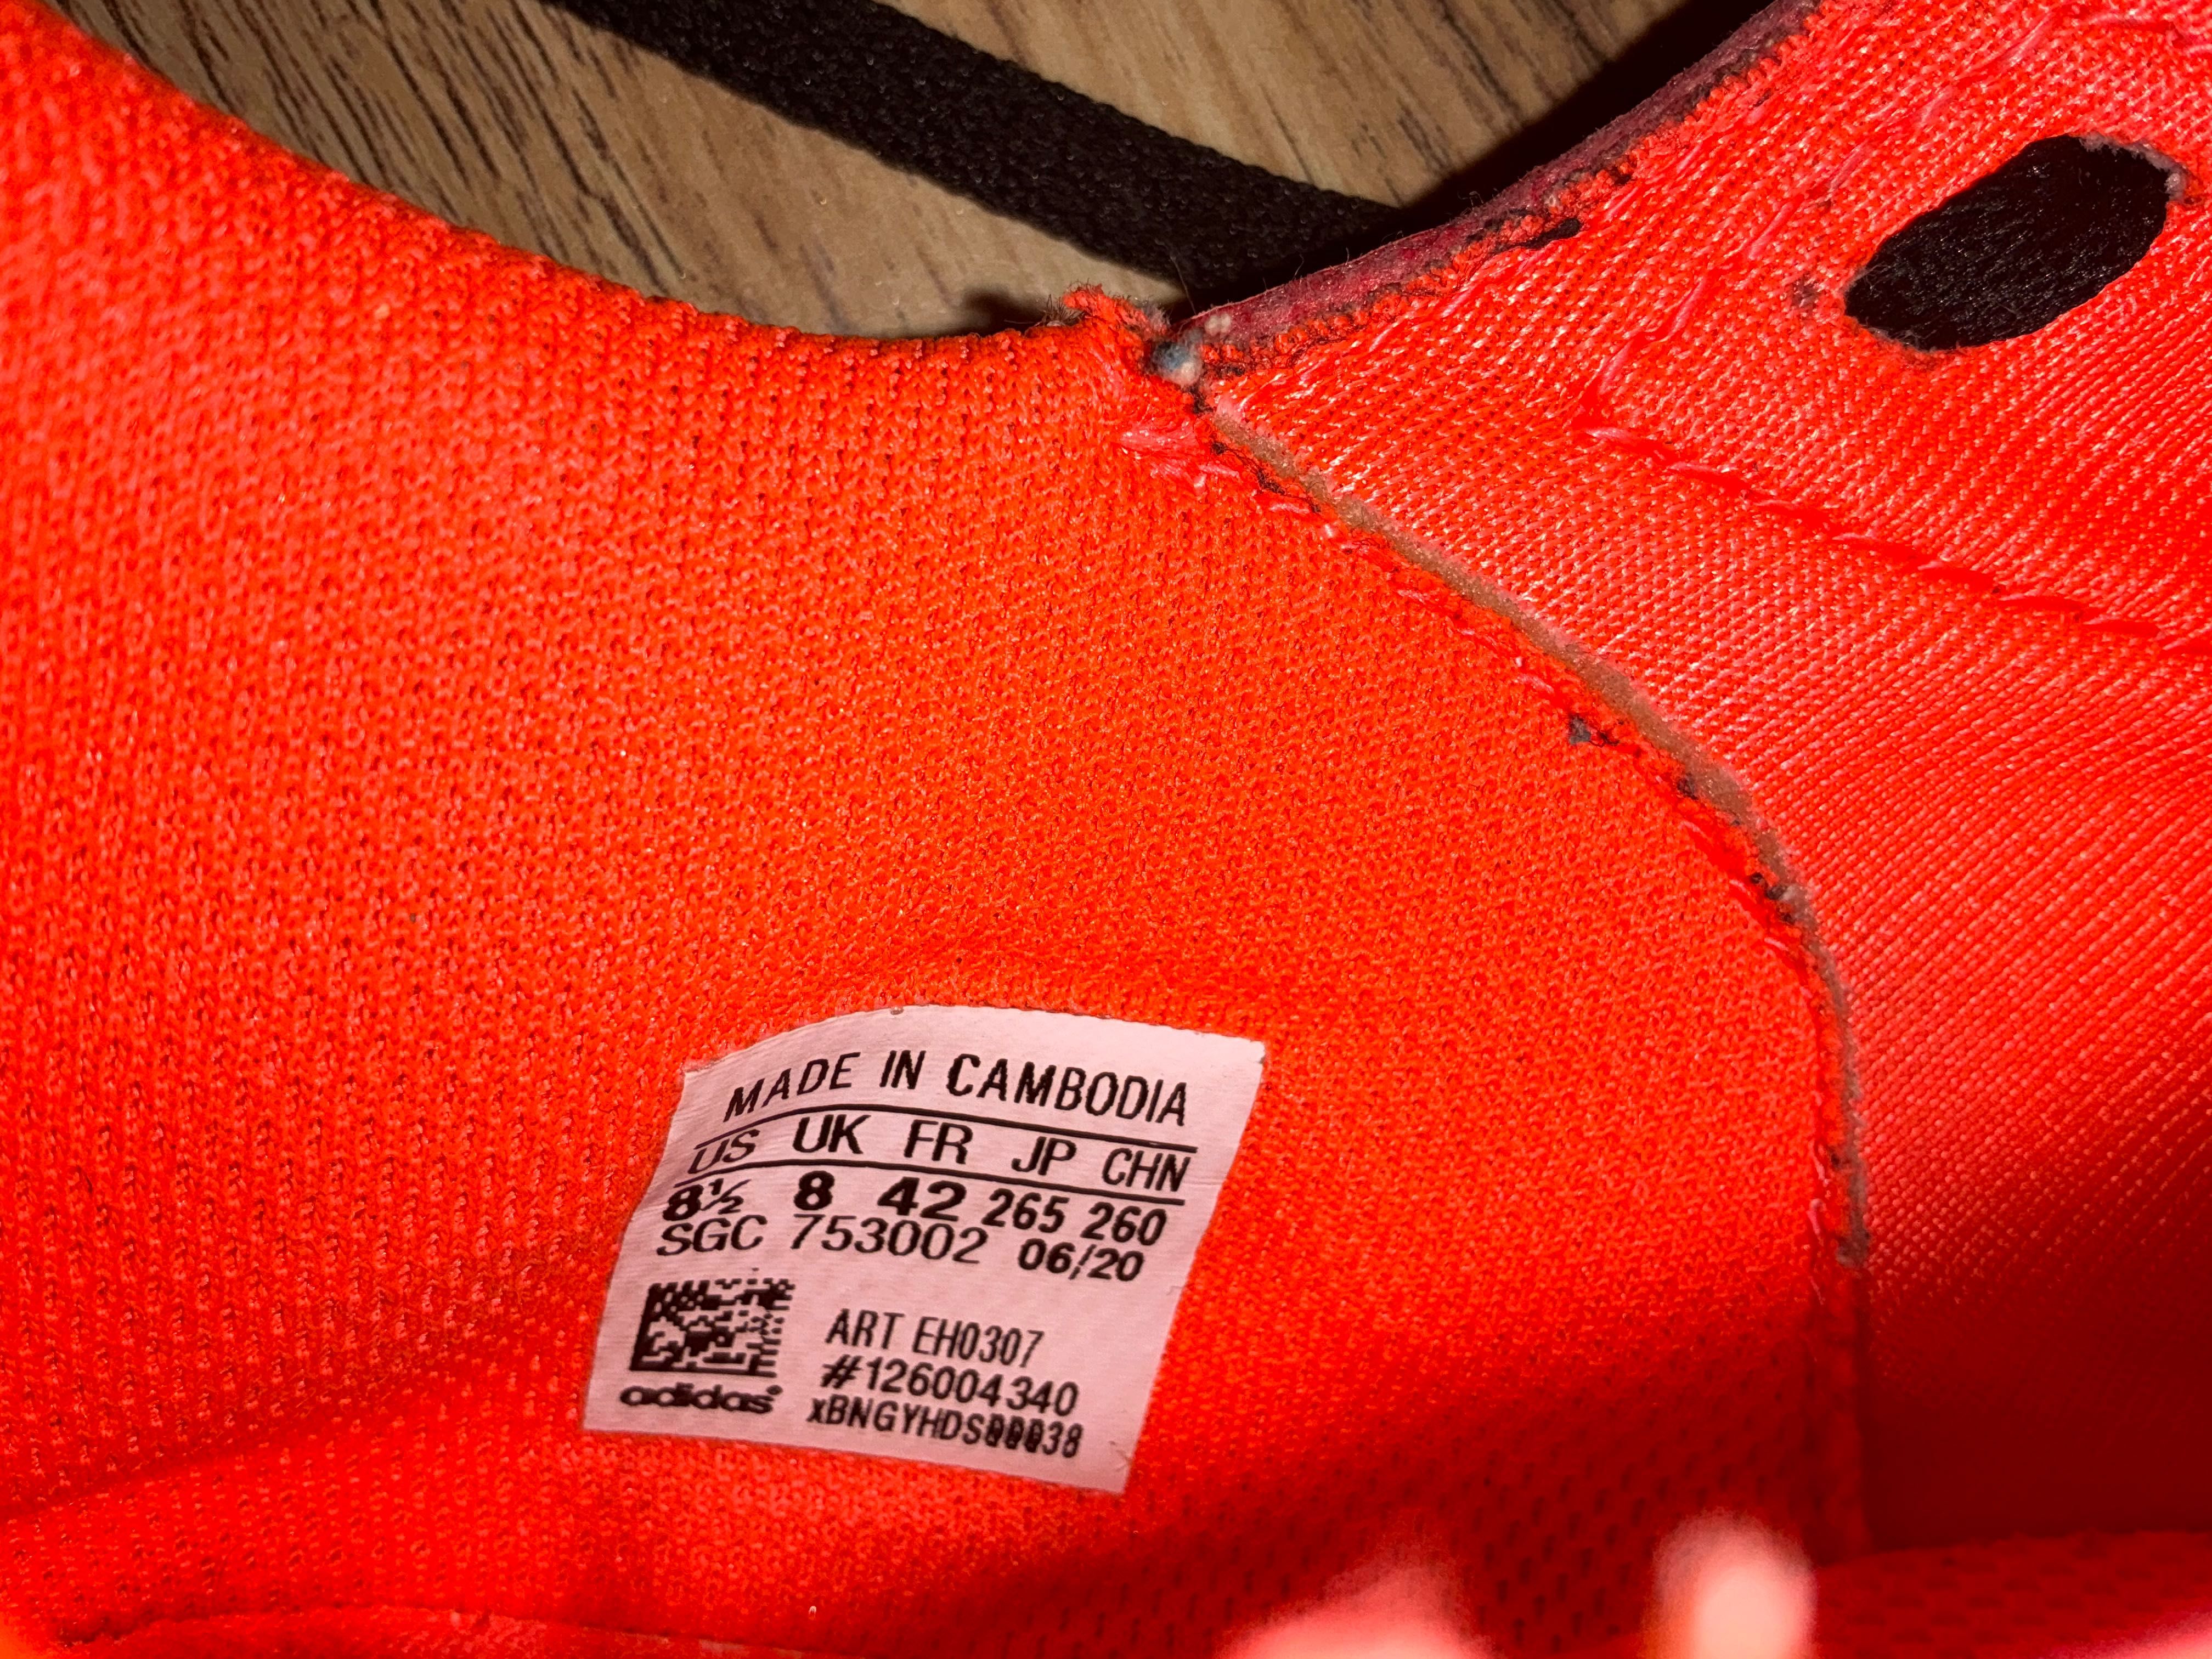 MADE IN CAMBODIA
US UK FR JP CHN
8½ 8 42 265 260
SGC 753002 06/20
ART EH0307
#126004340
adidas® xBNGYHDS00038